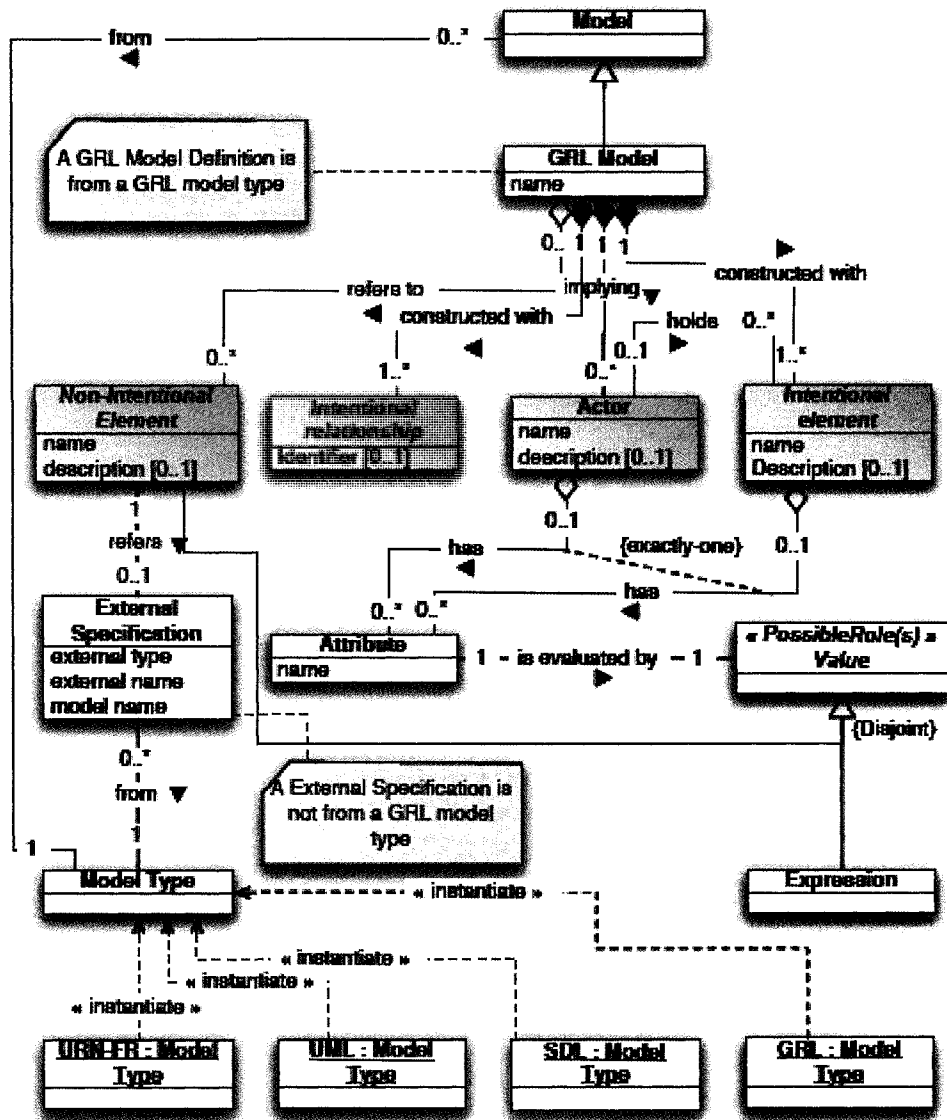 Model
from
0..*
A GRL Model Definition is
from a GRL model type
GRL Model
name
0..
1
1
1
constructed with
refers to
implying
constructed with
holds
0..*
0..1
0..*
1..*
0..*
1..*
Non-Intentional
Element
name
description [0..1]
Intentional
relationship
Identifier [0..1]
Actor
name
description [0..1]
Intentional
element
name
Description [0..1]
1
refers
0..1
0..1
has
{exactly-one}
0..1
has
0..*
0..*
External
Specification
external type
external name
model name
Attribute
name
1
is evaluated by
1
« PossibleRole(s) »
Value
{Disjoint}
0..*
from
1
A External Specification is
not from a GRL model
type
1
Model Type
« instantiate »
Expression
« instantiate »
« instantiate »
« instantiate »
URN-FR : Model
Type
UML : Model
Type
SDL : Model
Type
GRL : Model
Type